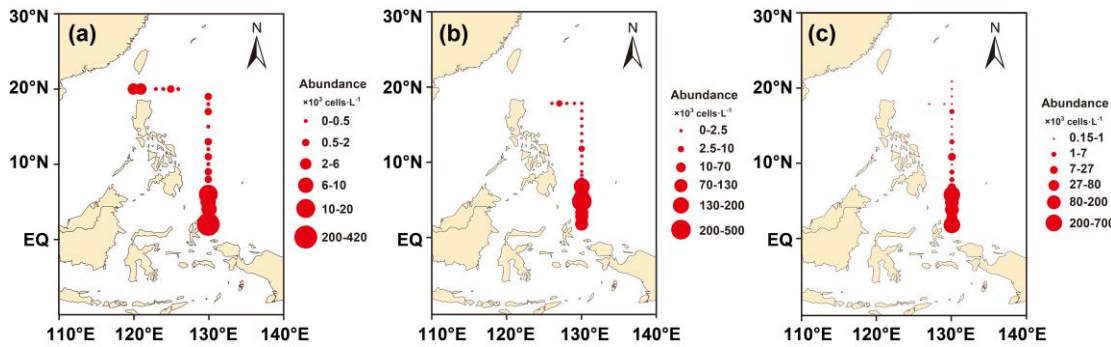 30°N
20°N
10°N
EQ
110°E 120°E 130°E 140°E
(a)
N
Abundance
×10³ cells·L⁻¹
0-0.5
0.5-2
2-6
6-10
10-20
200-420
30°N
20°N
10°N
EQ
110°E 120°E 130°E 140°E
(b)
N
Abundance
×10³ cells·L⁻¹
0-2.5
2.5-10
10-70
70-130
130-200
200-500
30°N
20°N
10°N
EQ
110°E 120°E 130°E 140°E
(c)
N
Abundance
×10³ cells·L⁻¹
0.15-1
1-7
7-27
27-80
80-200
200-700